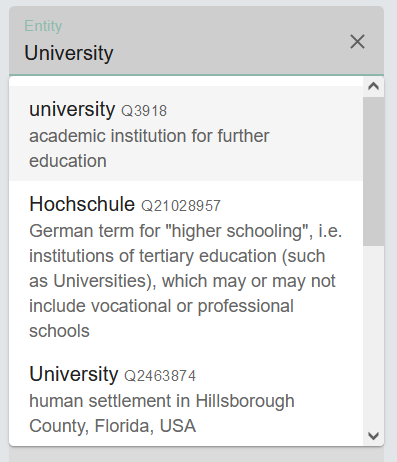 Entity
University
university Q3918
academic institution for further
education
Hochschule Q21028957
German term for "higher schooling", i.e.
institutions of tertiary education (such
as Universities), which may or may not
include vocational or professional
schools
University Q2463874
human settlement in Hillsborough
County, Florida, USA